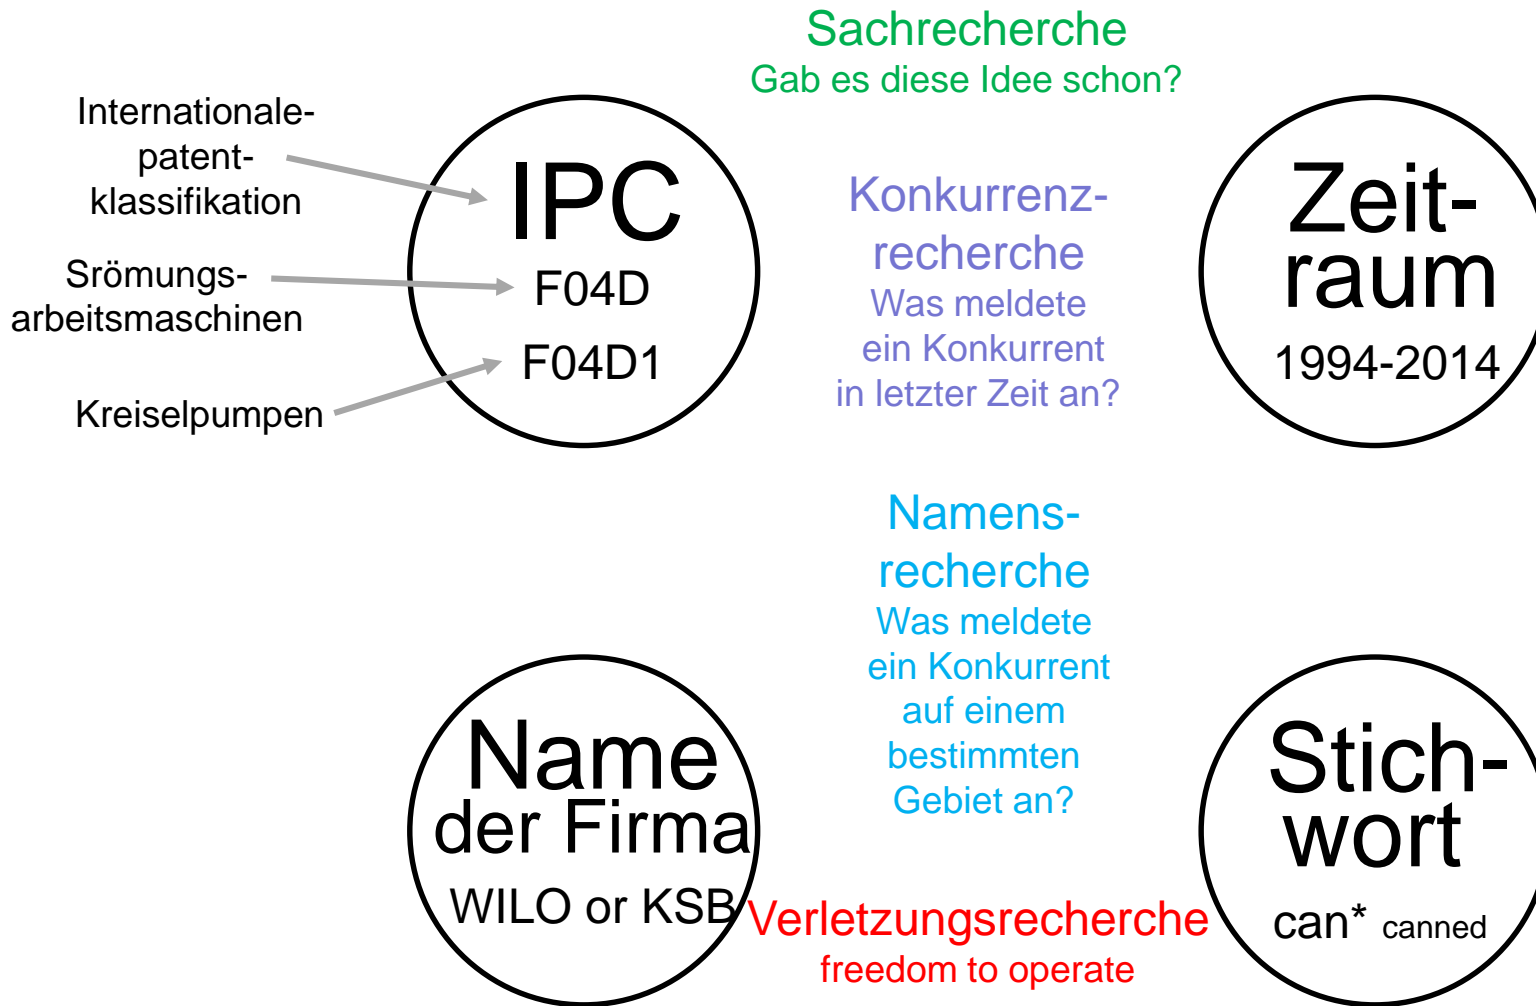 Sachrecherche
Gab es diese Idee schon?
Internationale-
patent-
klassifikation
Srömungs-
arbeitsmaschinen
Kreiselpumpen
IPC
F04D
F04D1
Konkurrenz-
recherche
Was meldete
ein Konkurrent
in letzter Zeit an?
Zeit-
raum
1994-2014
Namens-
recherche
Was meldete
ein Konkurrent
auf einem
bestimmten
Gebiet an?
Name
der Firma
WILO or KSB
Verletzungsrecherche
freedom to operate
Stich-
wort
can* canned